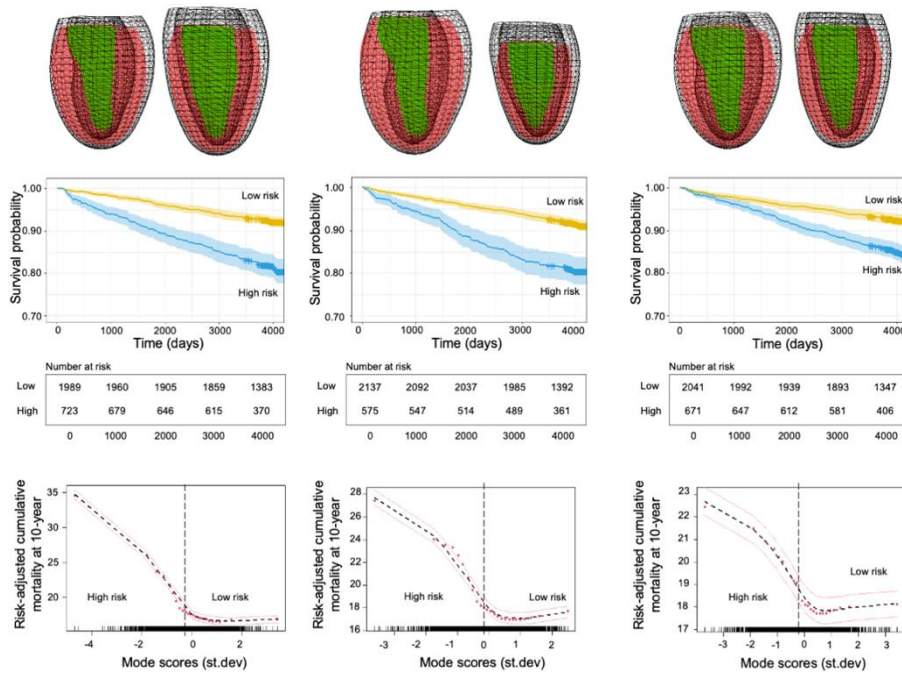 1.00
0.90
0.80
0.70
Survival probability
Low risk
High risk
0 1000 2000 3000 4000
Time (days)
Number at risk
Low 1989 1960 1905 1859 1383
High 723 679 646 615 370
0 1000 2000 3000 4000
1.00
0.90
0.80
0.70
Survival probability
Low risk
High risk
0 1000 2000 3000 4000
Time (days)
Number at risk
Low 2137 2092 2037 1985 1392
High 575 547 514 489 361
0 1000 2000 3000 4000
1.00
0.90
0.80
0.70
Survival probability
Low risk
High risk
0 1000 2000 3000 4000
Time (days)
Number at risk
Low 2041 1992 1939 1893 1347
High 671 647 612 581 406
0 1000 2000 3000 4000
35
30
25
20
Risk-adjusted cumulative
mortality at 10-year
High risk Low risk
-4 -2 0 2
Mode scores (st.dev)
28
26
24
22
20
18
16
Risk-adjusted cumulative
mortality at 10-year
High risk Low risk
-3 -2 -1 0 1 2
Mode scores (st.dev)
23
22
21
20
19
18
17
Risk-adjusted cumulative
mortality at 10-year
Low risk
High risk
-3 -2 -1 0 1 2 3
Mode scores (st.dev)